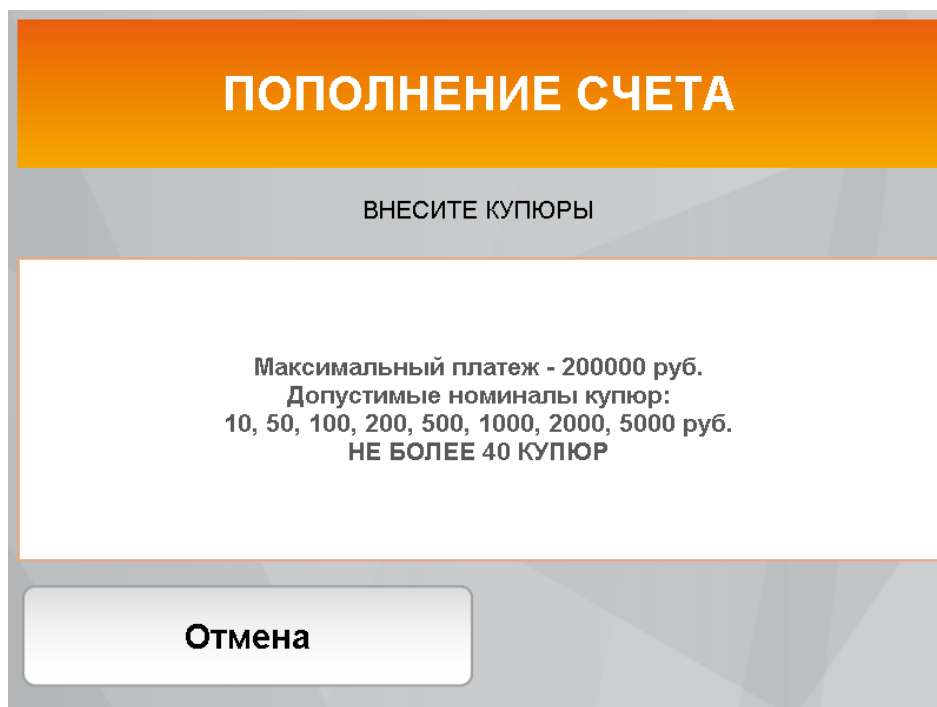 ПОПОЛНЕНИЕ СЧЕТА
ВНЕСИТЕ КУПЮРЫ
Максимальный платеж - 200000 руб.
Допустимые номиналы купюр:
10, 50, 100, 200, 500, 1000, 2000, 5000 руб.
НЕ БОЛЕЕ 40 КУПЮР
Отмена